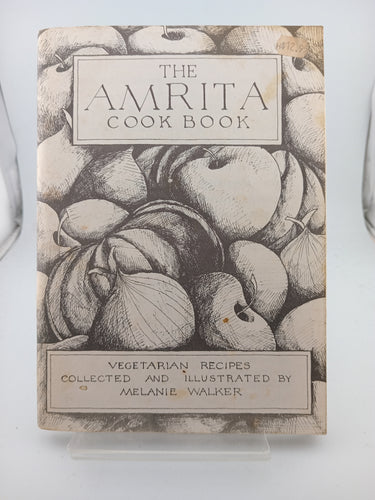 THE
AMRITA
COOK BOOK
VEGETARIAN RECIPES
COLLECTED AND ILLUSTRATED BY
MELANIE WALKER